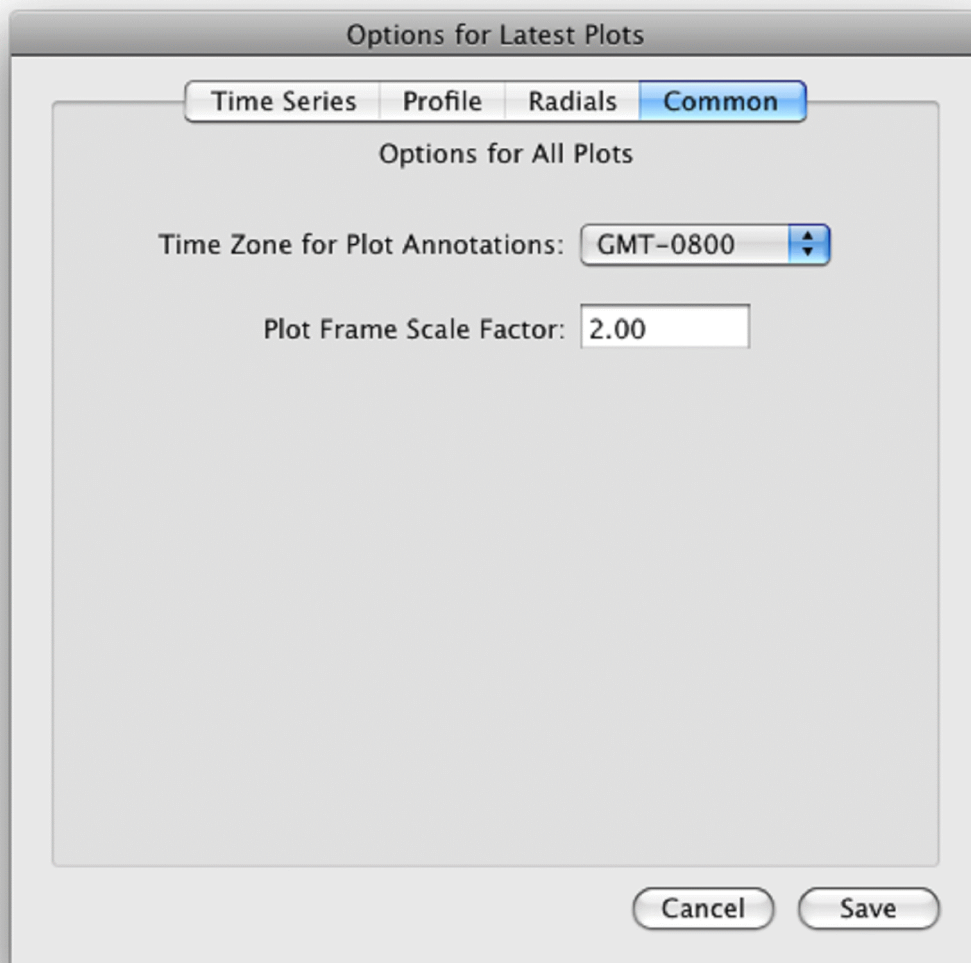 Options for Latest Plots
Time Series Profile Radials Common
Options for All Plots
Time Zone for Plot Annotations: GMT-0800
Plot Frame Scale Factor: 2.00
Cancel Save